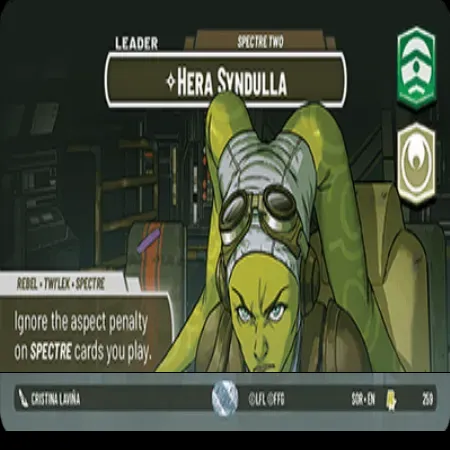 LEADER
SPECTRE TWO
HERA SYNDULLA
REBEL • TWI'LEK • SPECTRE
Ignore the aspect penalty
on SPECTRE cards you play.
CRISTINA LAVIÑA
©LFL ©FFG
SOR • EN
259